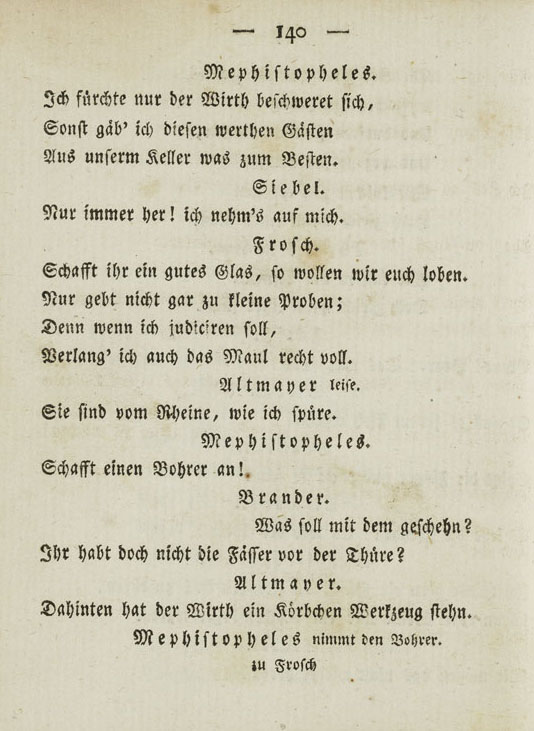 — 140 —
Mephistopheles.
Ich fürchte nur der Wirth beschweret sich,
Sonst gäb' ich diesen werthen Gästen
Aus unserm Keller was zum Besten.
Siebel.
Nur immer her! ich nehm's auf mich.
Frosch.
Schafft ihr ein gutes Glas, so wollen wir euch loben.
Nur gebt nicht gar zu kleine Proben;
Denn wenn ich judiciren soll,
Verlang' ich auch das Maul recht voll.
Altmayer leise.
Sie sind vom Rheine, wie ich spüre.
Mephistopheles.
Schafft einen Bohrer an!
Brander.
Was soll mit dem geschehn?
Ihr habt doch nicht die Fässer vor der Thüre?
Altmayer.
Dahinten hat der Wirth ein Körbchen Werkzeug stehn.
Mephistopheles nimmt den Bohrer.
zu Frosch